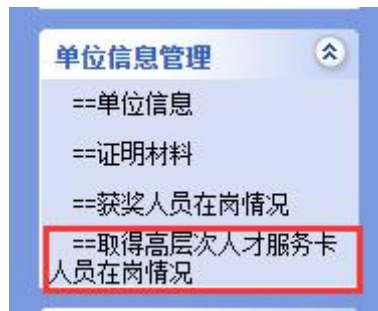 单位信息管理
==单位信息
==证明材料
==获奖人员在岗情况
==取得高层次人才服务卡
人员在岗情况